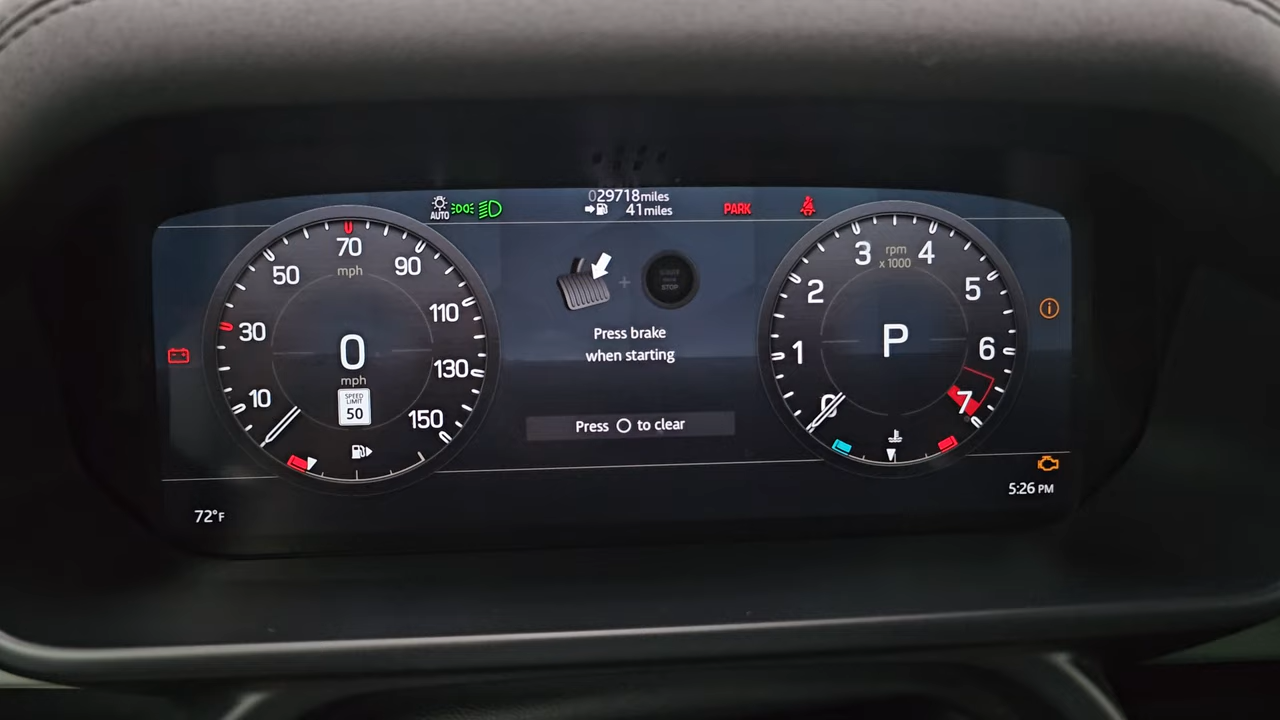 029718miles
41miles
AUTO
PARK
70
50
mph
90
30
110
0
mph
130
10
SPEED
LIMIT
50
150
72°F
STOP
Press brake
when starting
Press O to clear
3
rpm
x 1000
4
2
5
1
P
6
0
7
5:26 PM